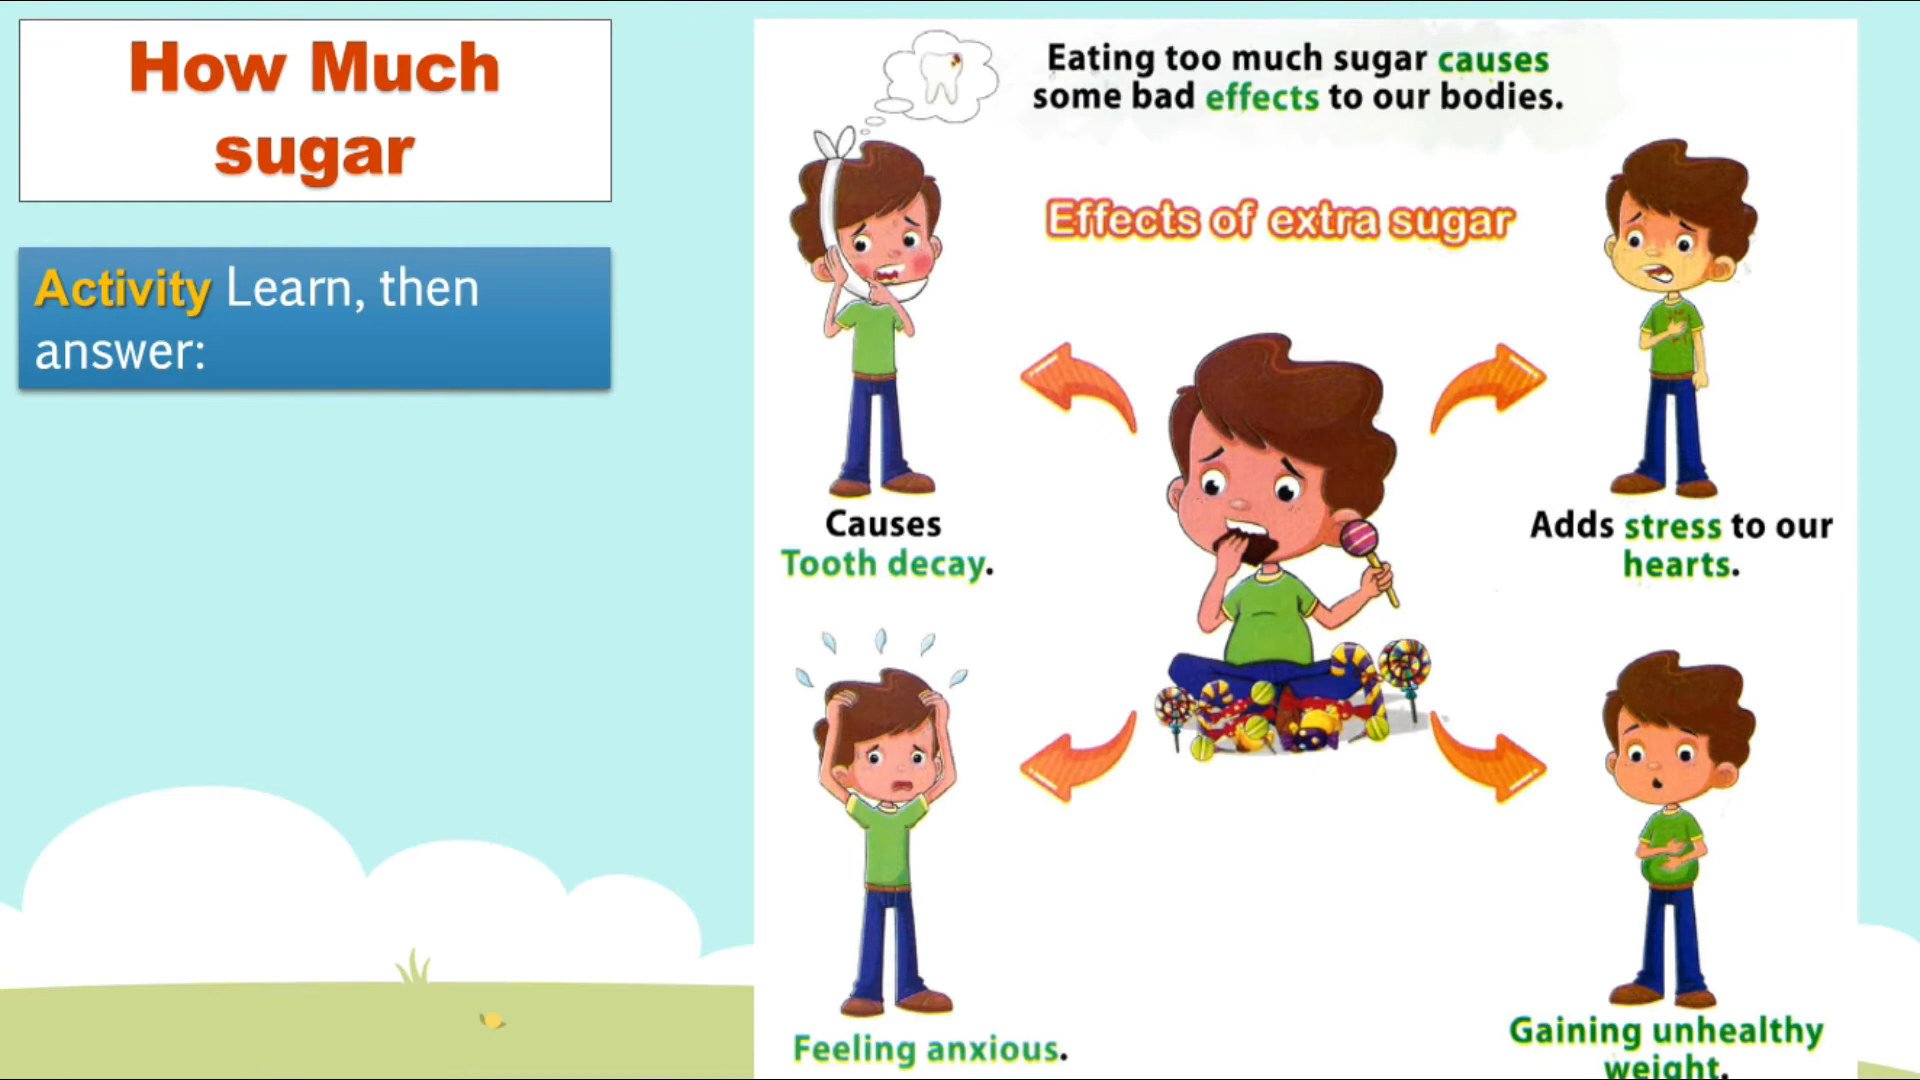 How Much
sugar
Activity Learn, then
answer:
Eating too much sugar causes
some bad effects to our bodies.
Effects of extra sugar
Causes
Tooth decay.
Adds stress to our
hearts.
Feeling anxious.
Gaining unhealthy
weight.